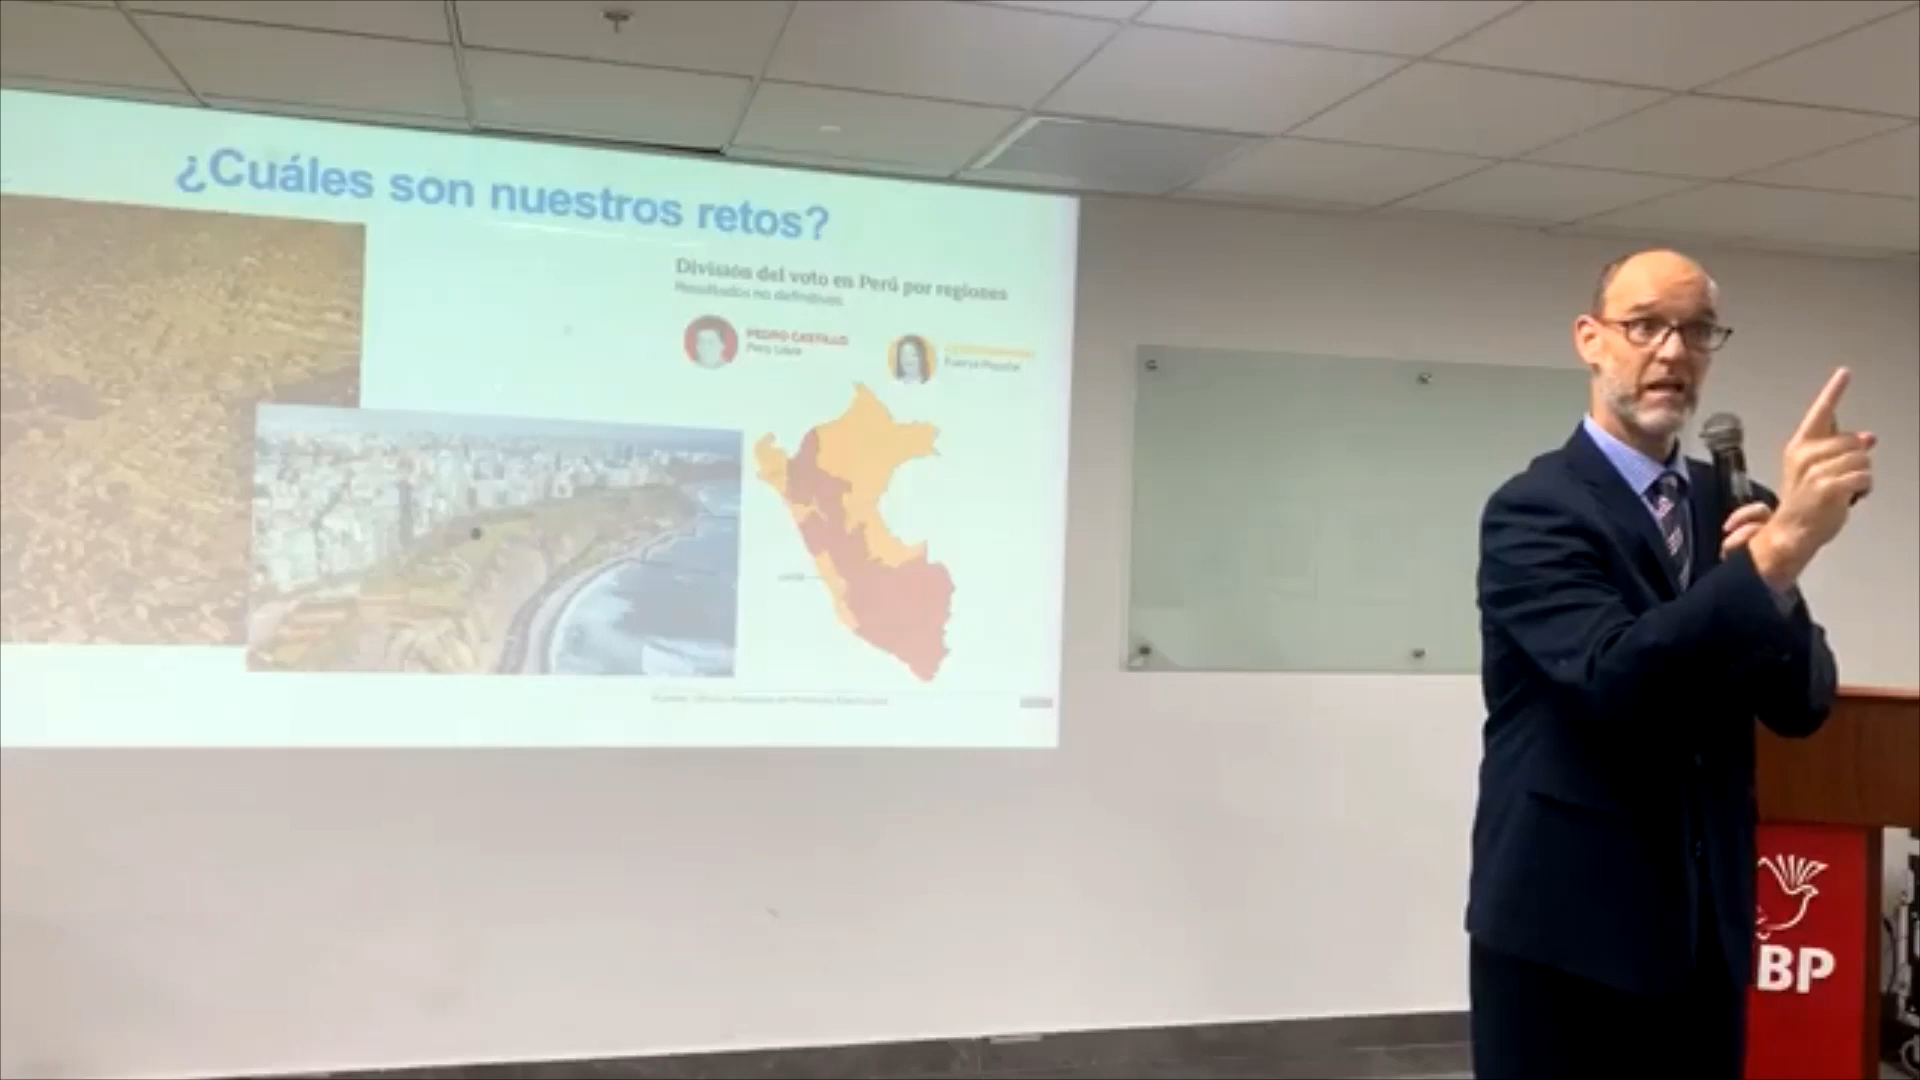 ¿Cuáles son nuestros retos?
División del voto en Perú por regiones
Resultados no definitivos
PEDRO CASTILLO
Perú Libre
Fuerza Popular
BP